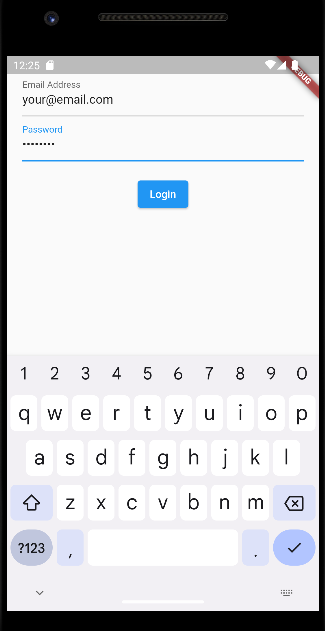 12:25
DEBUG
Email Address
your@email.com
Password
••••••••
Login
1 2 3 4 5 6 7 8 9 0
q w e r t y u i o p
a s d f g h j k l
z x c v b n m
?123 , .